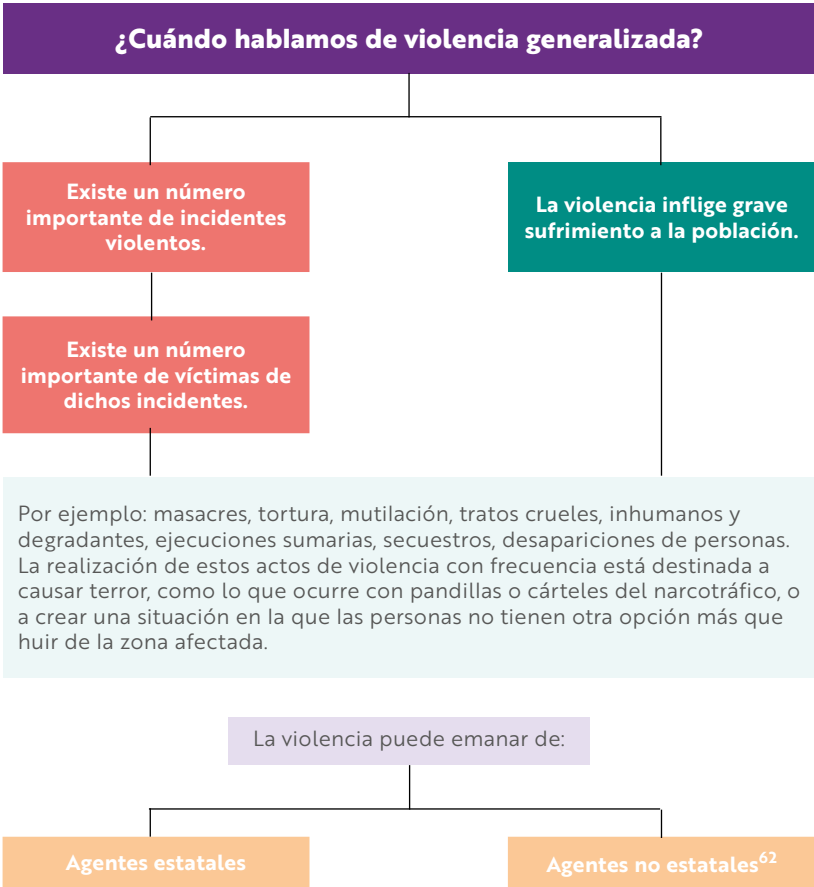 ¿Cuándo hablamos de violencia generalizada?
Existe un número
importante de incidentes
violentos.
La violencia inflige grave
sufrimiento a la población.
Existe un número
importante de víctimas de
dichos incidentes.
Por ejemplo: masacres, tortura, mutilación, tratos crueles, inhumanos y
degradantes, ejecuciones sumarias, secuestros, desapariciones de personas.
La realización de estos actos de violencia con frecuencia está destinada a
causar terror, como lo que ocurre con pandillas o cárteles del narcotráfico, o
a crear una situación en la que las personas no tienen otra opción más que
huir de la zona afectada.
La violencia puede emanar de:
Agentes estatales
Agentes no estatales⁶²